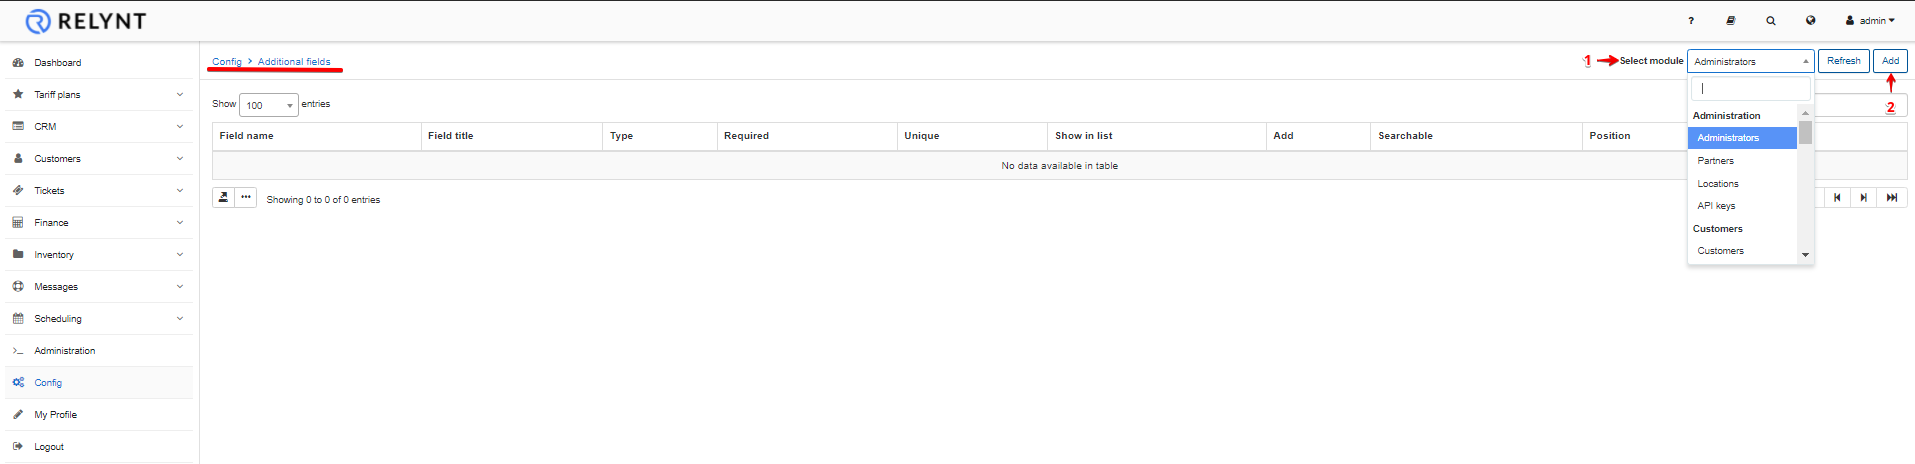 RELYNT
? admin
Dashboard
Tariff plans
CRM
Customers
Tickets
Finance
Inventory
Messages
Scheduling
Administration
Config
My Profile
Logout
Config > Additional fields
1 Select module Administrators Refresh Add
2
Show 100 entries
Administration
Administrators
Partners
Locations
API keys
Customers
Customers
Field name Field title Type Required Unique Show in list Add Searchable Position
No data available in table
... Showing 0 to 0 of 0 entries